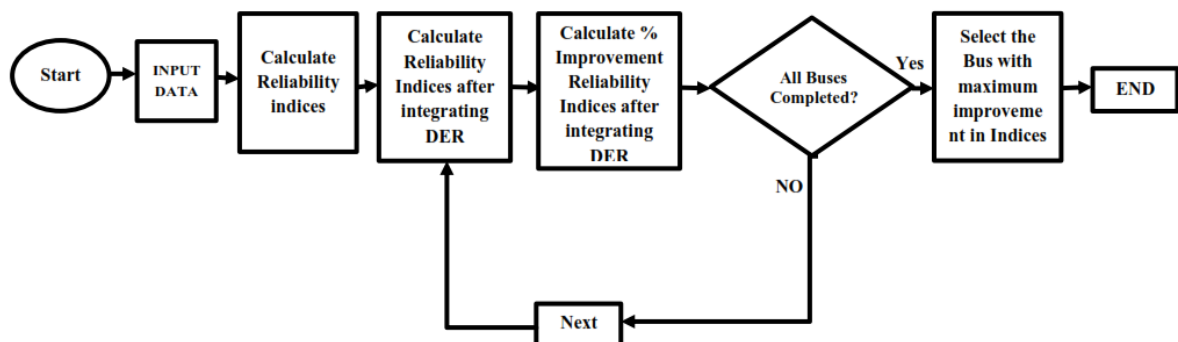 Start
INPUT
DATA
Calculate
Reliability
indices
Calculate
Reliability
Indices after
integrating
DER
Calculate %
Improvement
Reliability
Indices after
integrating
DER
All Buses
Completed?
Yes
Select the
Bus with
maximum
improveme
nt in Indices
END
NO
Next